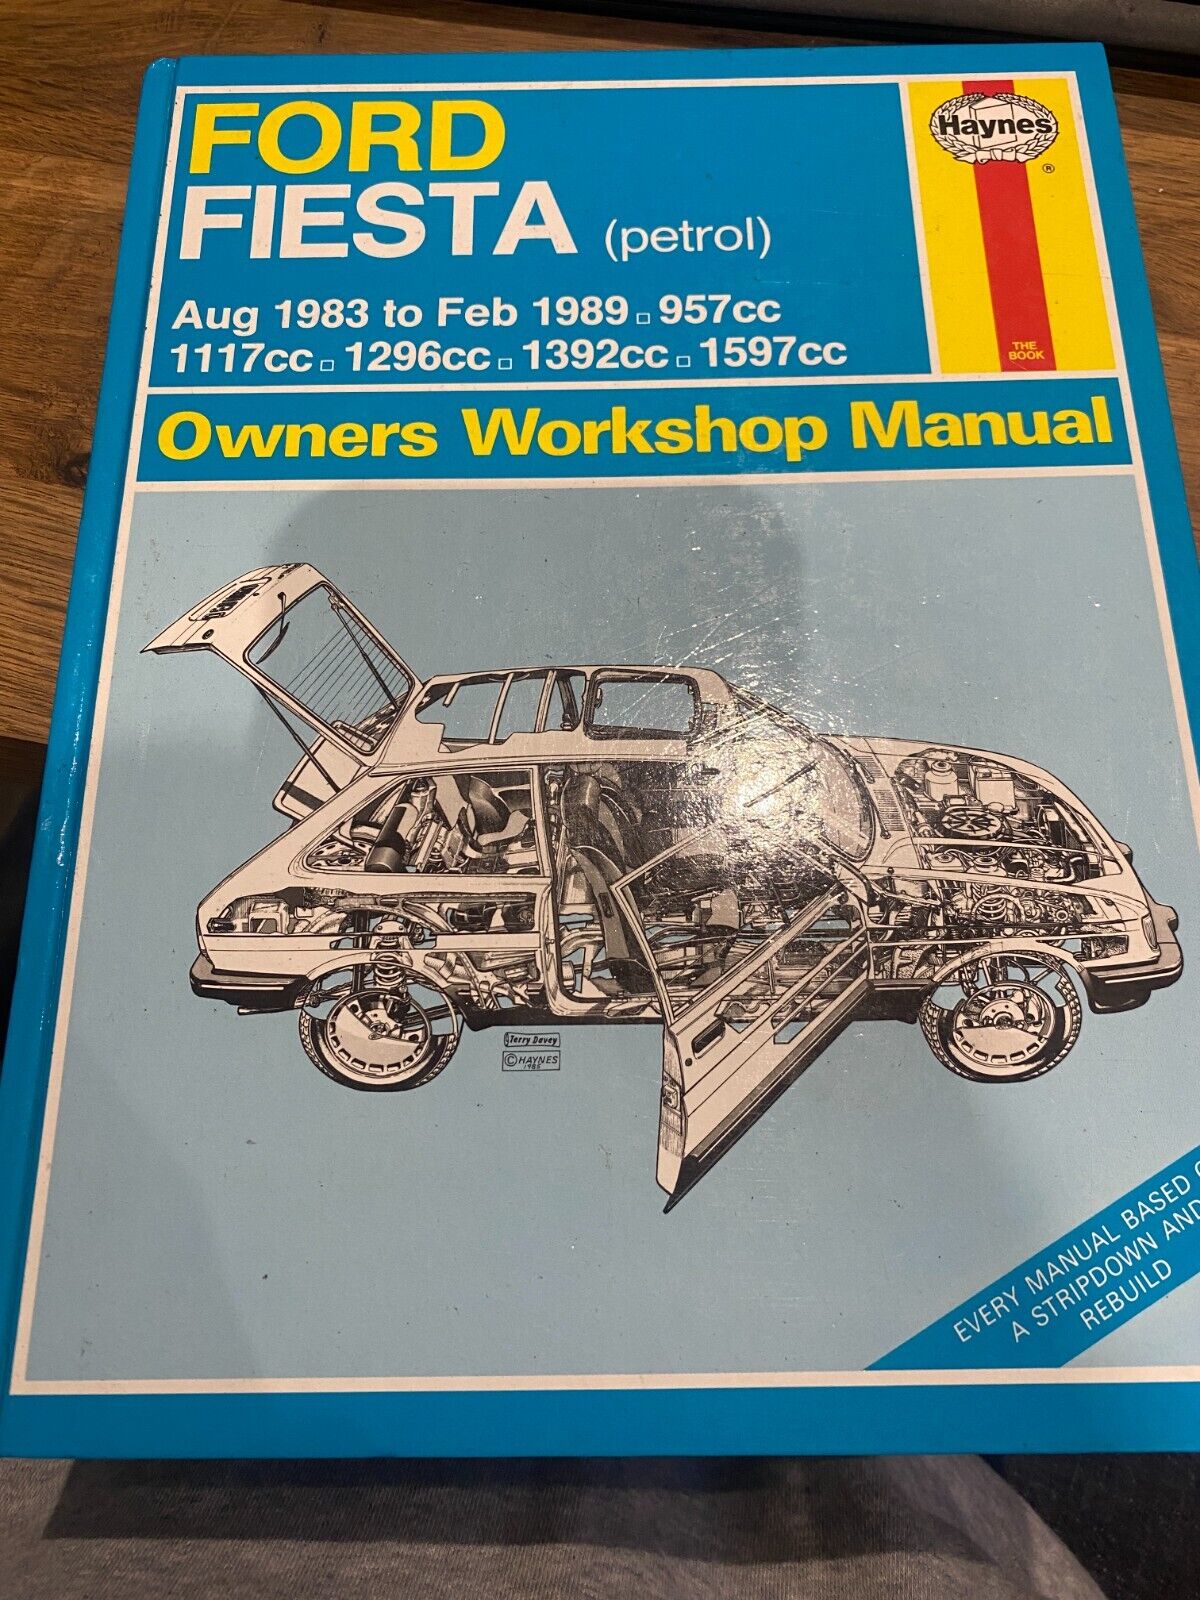 FORD
FIESTA (petrol)
Aug 1983 to Feb 1989 □ 957cc
1117cc □ 1296cc □ 1392cc □ 1597cc
Haynes
®
THE
BOOK
Owners Workshop Manual
Terry Davey
© HAYNES
1985
EVERY MANUAL BASED
A STRIPDOWN AND
REBUILD